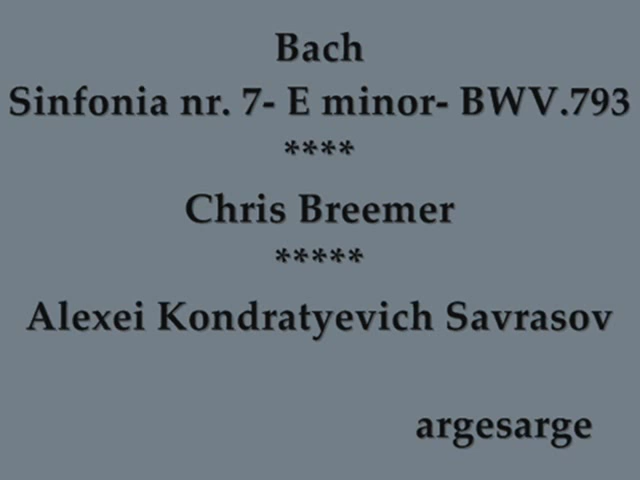 Bach
Sinfonia nr. 7- E minor- BWV.793
****
Chris Breemer
*****
Alexei Kondratyevich Savrasov
argesarge